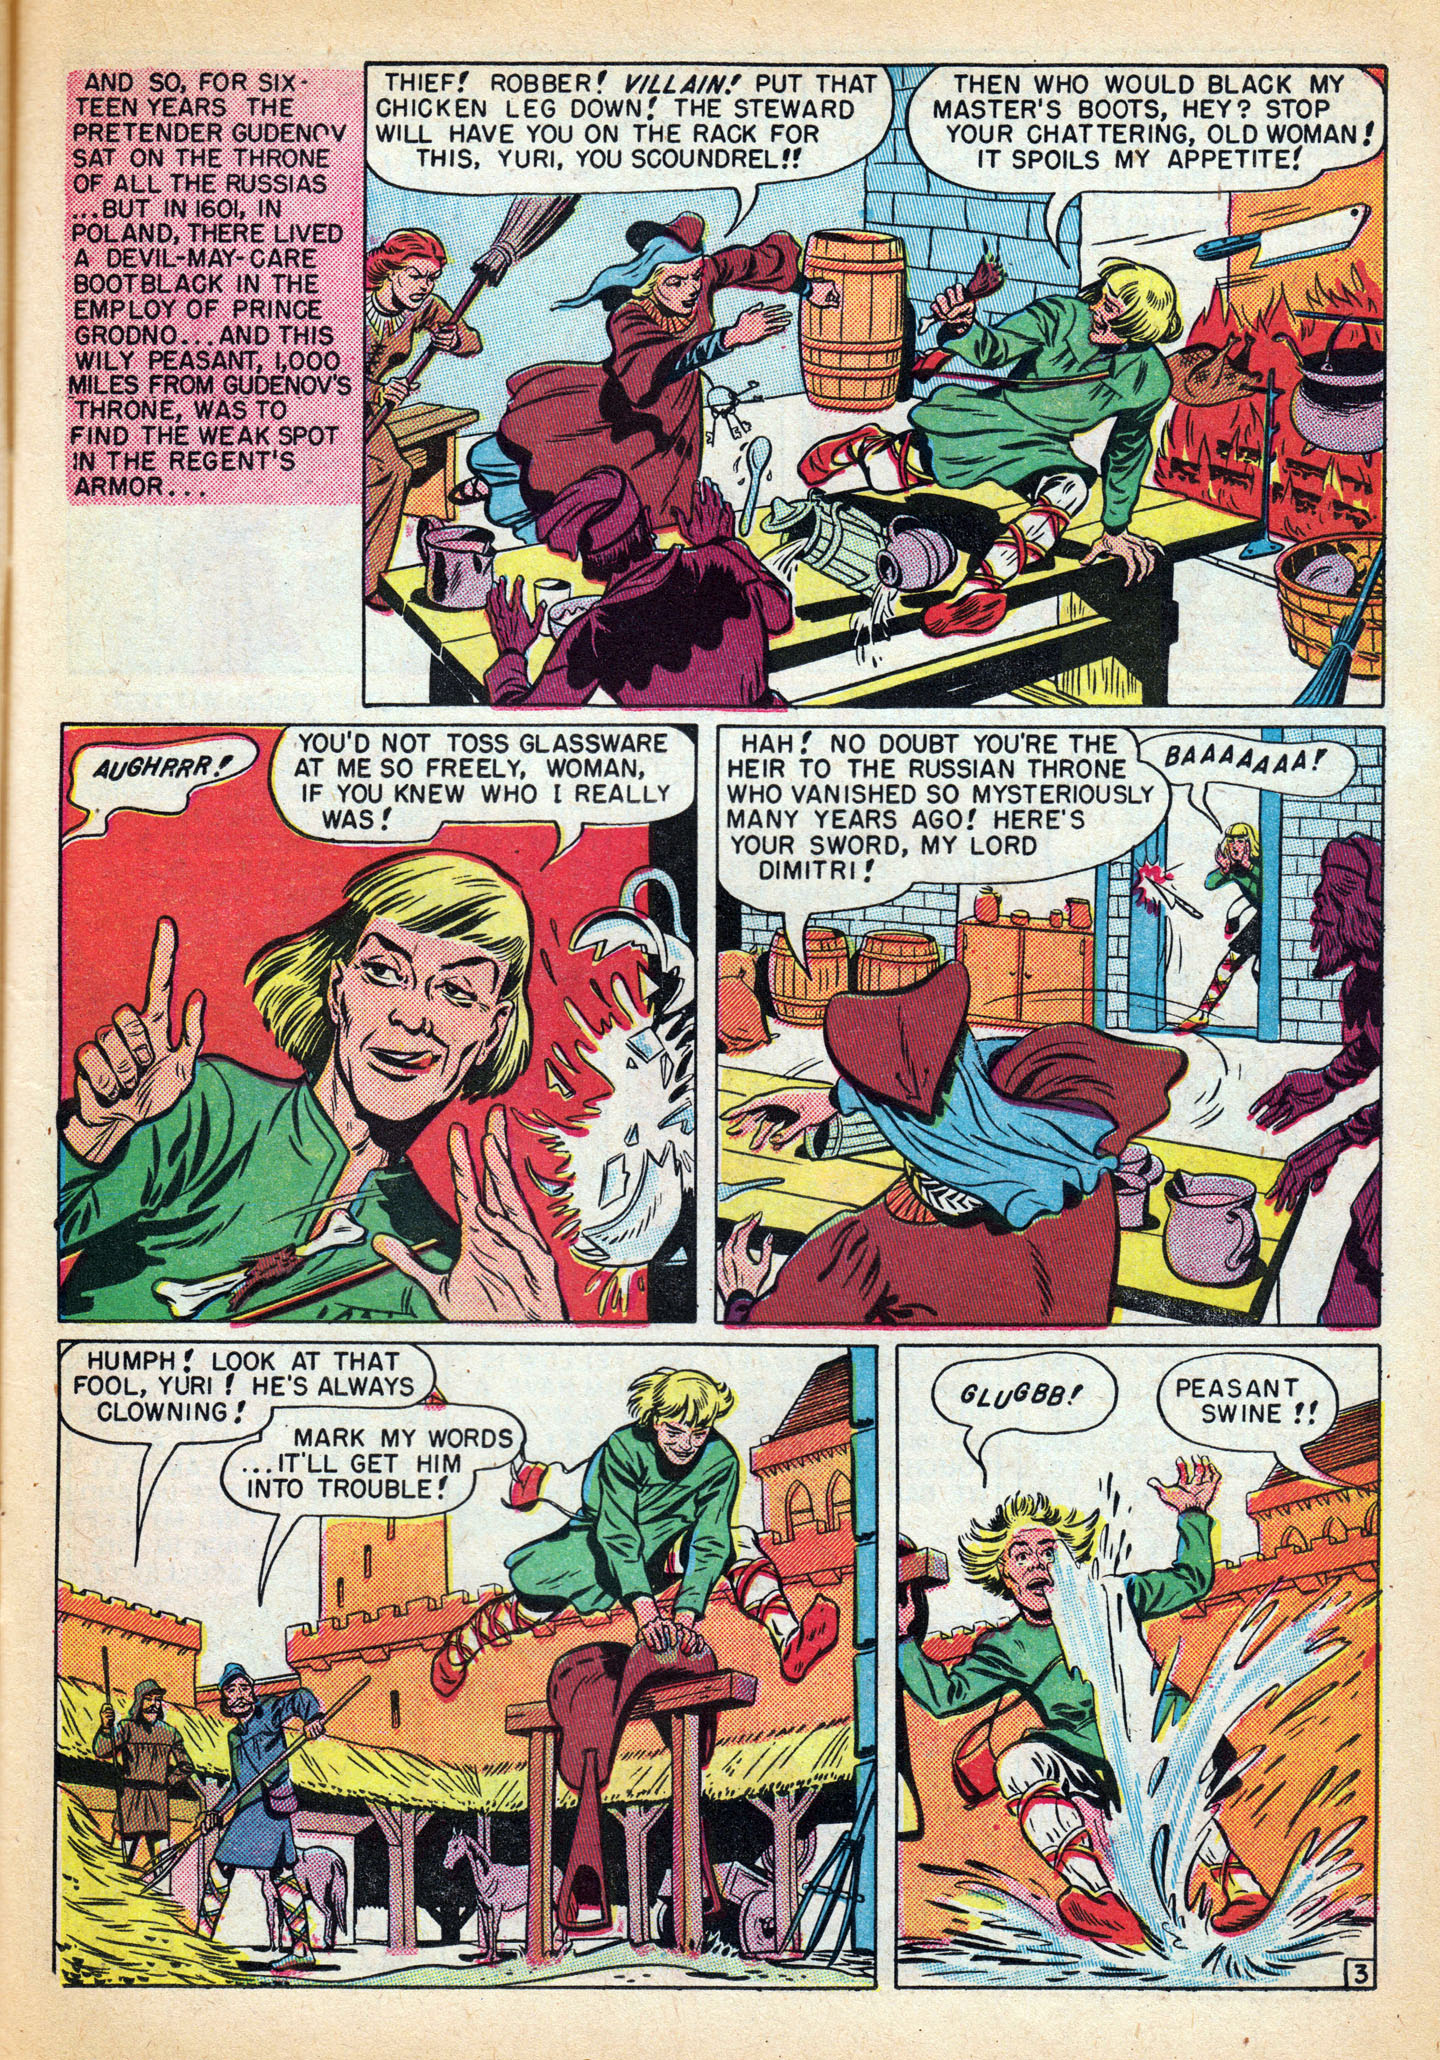 AND SO, FOR SIX-
TEEN YEARS THE
PRETENDER GUDENOV
SAT ON THE THRONE
OF ALL THE RUSSIAS
...BUT IN 1601, IN
POLAND, THERE LIVED
A DEVIL-MAY-CARE
BOOTBLACK IN THE
EMPLOY OF PRINCE
GRODNO...AND THIS
WILY PEASANT, 1,000
MILES FROM GUDENOV'S
THRONE, WAS TO
FIND THE WEAK SPOT
IN THE REGENT'S
ARMOR...
THIEF! ROBBER! VILLAIN! PUT THAT
CHICKEN LEG DOWN! THE STEWARD
WILL HAVE YOU ON THE RACK FOR
THIS, YURI, YOU SCOUNDREL!!
THEN WHO WOULD BLACK MY
MASTER'S BOOTS, HEY? STOP
YOUR CHATTERING, OLD WOMAN!
IT SPOILS MY APPETITE!
AUGHRRR!
YOU'D NOT TOSS GLASSWARE
AT ME SO FREELY, WOMAN,
IF YOU KNEW WHO I REALLY
WAS!
HAH! NO DOUBT YOU'RE THE
HEIR TO THE RUSSIAN THRONE
WHO VANISHED SO MYSTERIOUSLY
MANY YEARS AGO! HERE'S
YOUR SWORD, MY LORD
DIMITRI!
BAAAAAAA!
HUMPH! LOOK AT THAT
FOOL, YURI! HE'S ALWAYS
CLOWNING!
MARK MY WORDS
...IT'LL GET HIM
INTO TROUBLE!
GLUGBB!
PEASANT
SWINE!!
3